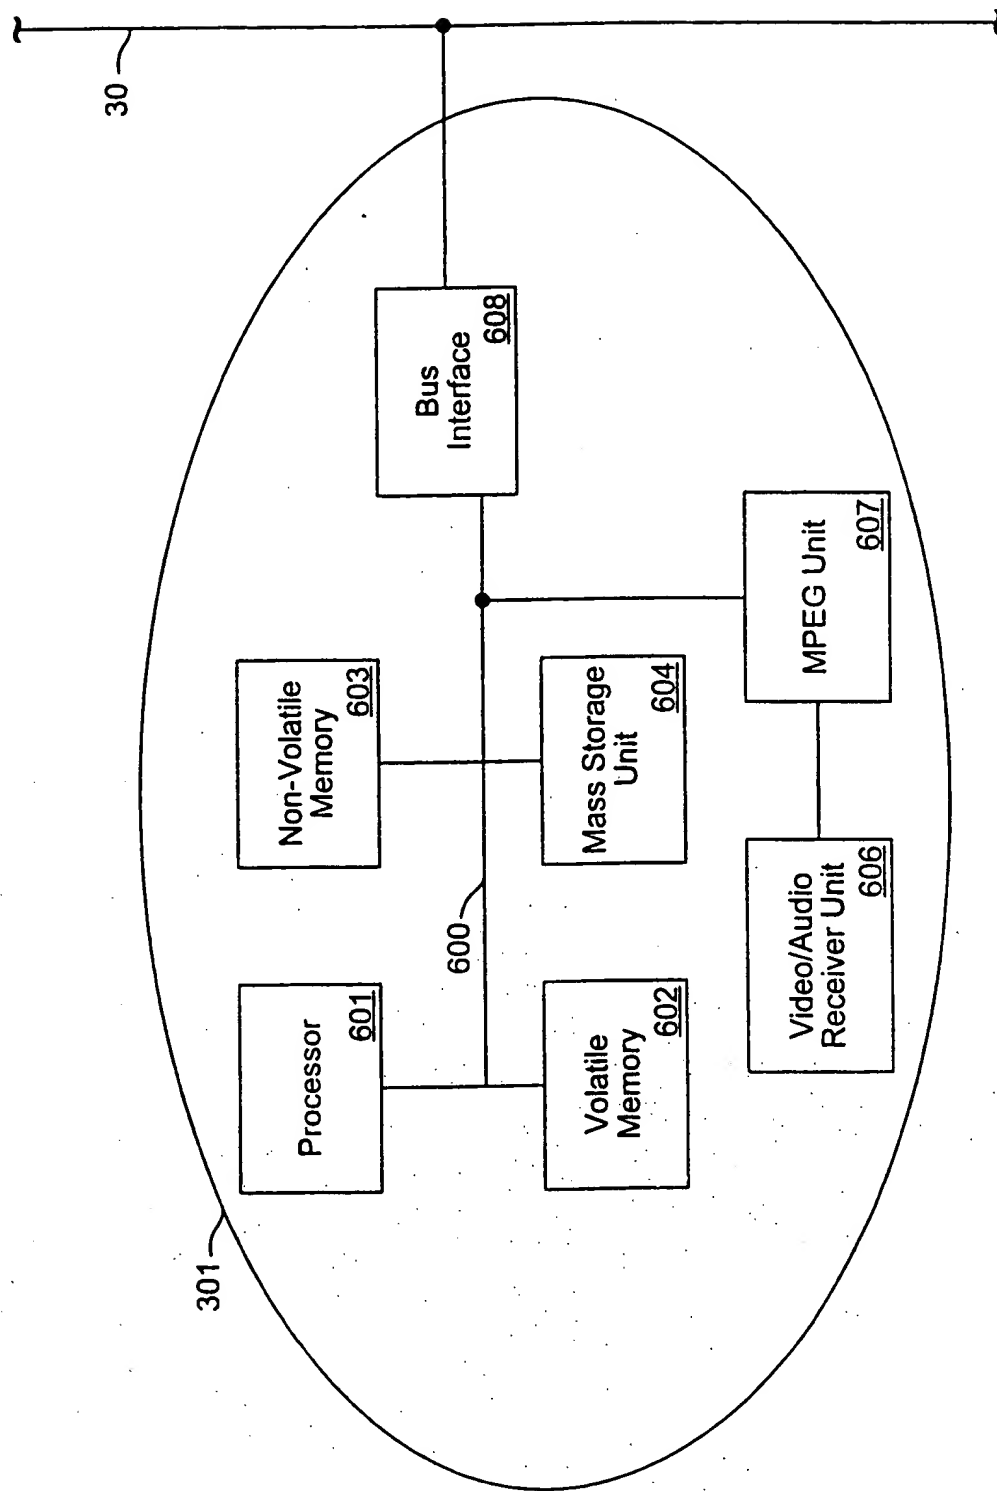 301
Processor
601
Non-Volatile
Memory
603
Bus
Interface
608
30
600
Volatile
Memory
602
Mass Storage
Unit
604
Video/Audio
Receiver Unit
606
MPEG Unit
607